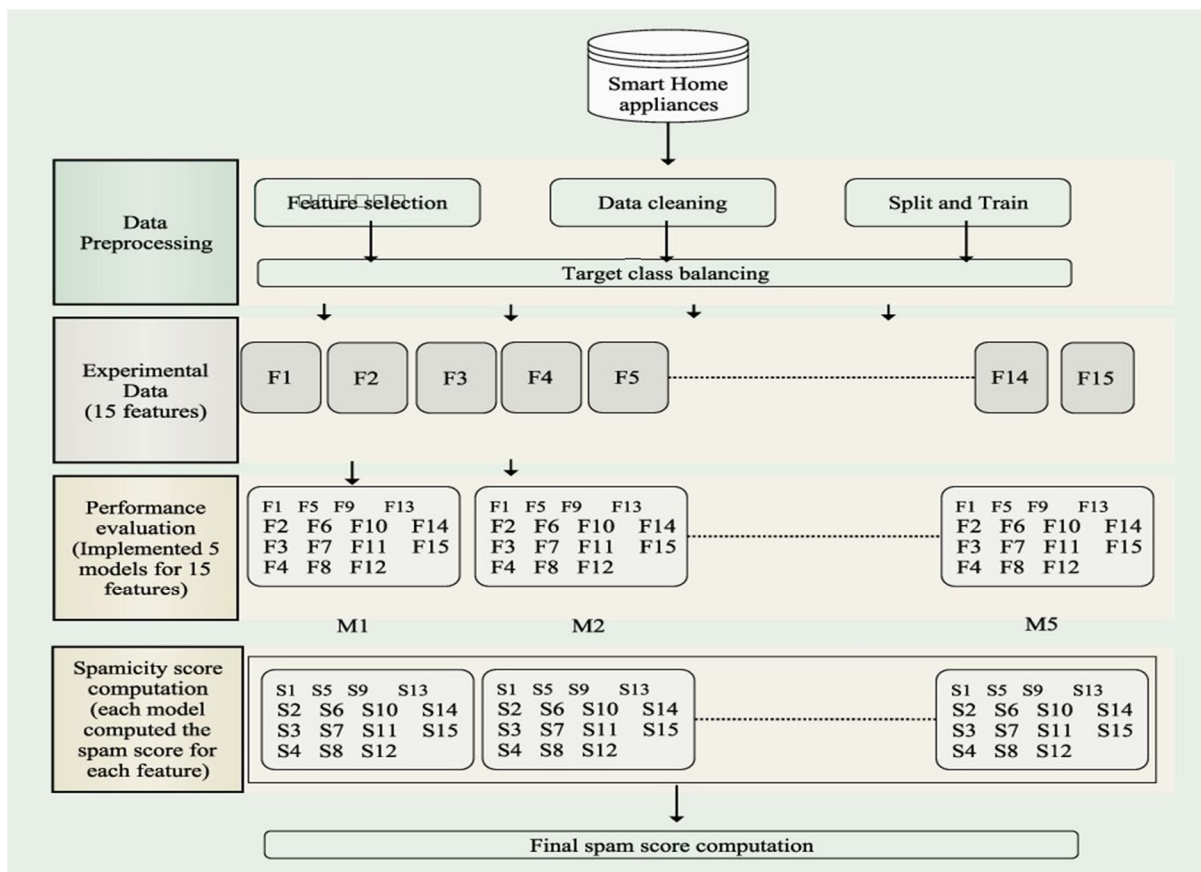 Smart Home
appliances
Data
Preprocessing
Feature selection
Data cleaning
Split and Train
Target class balancing
Experimental
Data
(15 features)
F1
F2
F3
F4
F5
F14
F15
Performance
evaluation
(Implemented 5
models for 15
features)
F1 F5 F9 F13
F2 F6 F10 F14
F3 F7 F11 F15
F4 F8 F12
F1 F5 F9 F13
F2 F6 F10 F14
F3 F7 F11 F15
F4 F8 F12
F1 F5 F9 F13
F2 F6 F10 F14
F3 F7 F11 F15
F4 F8 F12
M1
M2
M5
Spamicity score
computation
(each model
computed the
spam score for
each feature)
S1 S5 S9 S13
S2 S6 S10 S14
S3 S7 S11 S15
S4 S8 S12
S1 S5 S9 S13
S2 S6 S10 S14
S3 S7 S11 S15
S4 S8 S12
S1 S5 S9 S13
S2 S6 S10 S14
S3 S7 S11 S15
S4 S8 S12
Final spam score computation